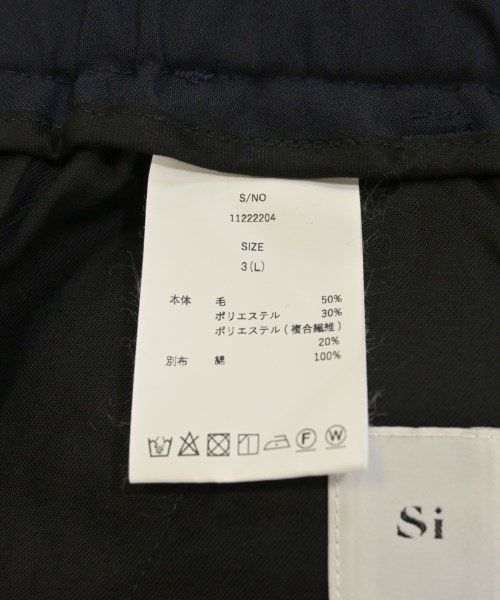 S/NO
11222204
SIZE
3(L)
本体 毛 50%
ポリエステル 30%
ポリエステル(複合繊維)
20%
別布 綿 100%
F W
Si